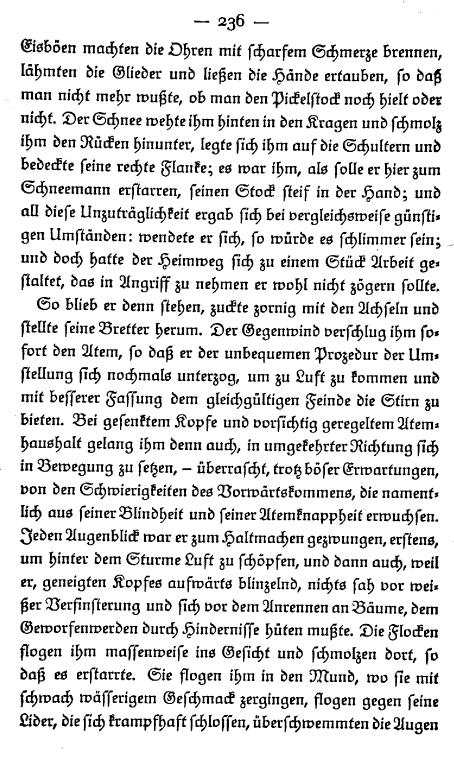 — 236 —
Eisböen machten die Ohren mit scharfem Schmerze brennen,
lähmten die Glieder und ließen die Hände ertauben, so daß
man nicht mehr wußte, ob man den Pickelstock noch hielt oder
nicht. Der Schnee wehte ihm hinten in den Kragen und schmolz
ihm den Rücken hinunter, legte sich ihm auf die Schultern und
bedeckte seine rechte Flanke; es war ihm, als solle er hier zum
Schneemann erstarren, seinen Stock steif in der Hand; und
all diese Unzuträglichkeit ergab sich bei vergleichsweise günsti-
gen Umständen: wendete er sich, so würde es schlimmer sein;
und doch hatte der Heimweg sich zu einem Stück Arbeit ge-
staltet, das in Angriff zu nehmen er wohl nicht zögern sollte.
So blieb er denn stehen, zuckte zornig mit den Achseln und
stellte seine Bretter herum. Der Gegenwind verschlug ihm so-
fort den Atem, so daß er der unbequemen Prozedur der Um-
stellung sich nochmals unterzog, um zu Luft zu kommen und
mit besserer Fassung dem gleichgültigen Feinde die Stirn zu
bieten. Bei gesenktem Kopfe und vorsichtig geregeltem Atem-
haushalt gelang ihm denn auch, in umgekehrter Richtung sich
in Bewegung zu setzen, – überrascht, trotz böser Erwartungen,
von den Schwierigkeiten des Vorwärtskommens, die nament-
lich aus seiner Blindheit und seiner Atemknappheit erwuchsen.
Jeden Augenblick war er zum Haltmachen gezwungen, erstens,
um hinter dem Sturme Luft zu schöpfen, und dann auch, weil
er, geneigten Kopfes aufwärts blinzelnd, nichts sah vor wei-
ßer Verfinsterung und sich vor dem Anrennen an Bäume, dem
Geworfenwerden durch Hindernisse hüten mußte. Die Flocken
flogen ihm massenweise ins Gesicht und schmolzen dort, so
daß es erstarrte. Sie flogen ihm in den Mund, wo sie mit
schwach wässerigem Geschmack zergingen, flogen gegen seine
Lider, die sich krampfhaft schlossen, überschwemmten die Augen